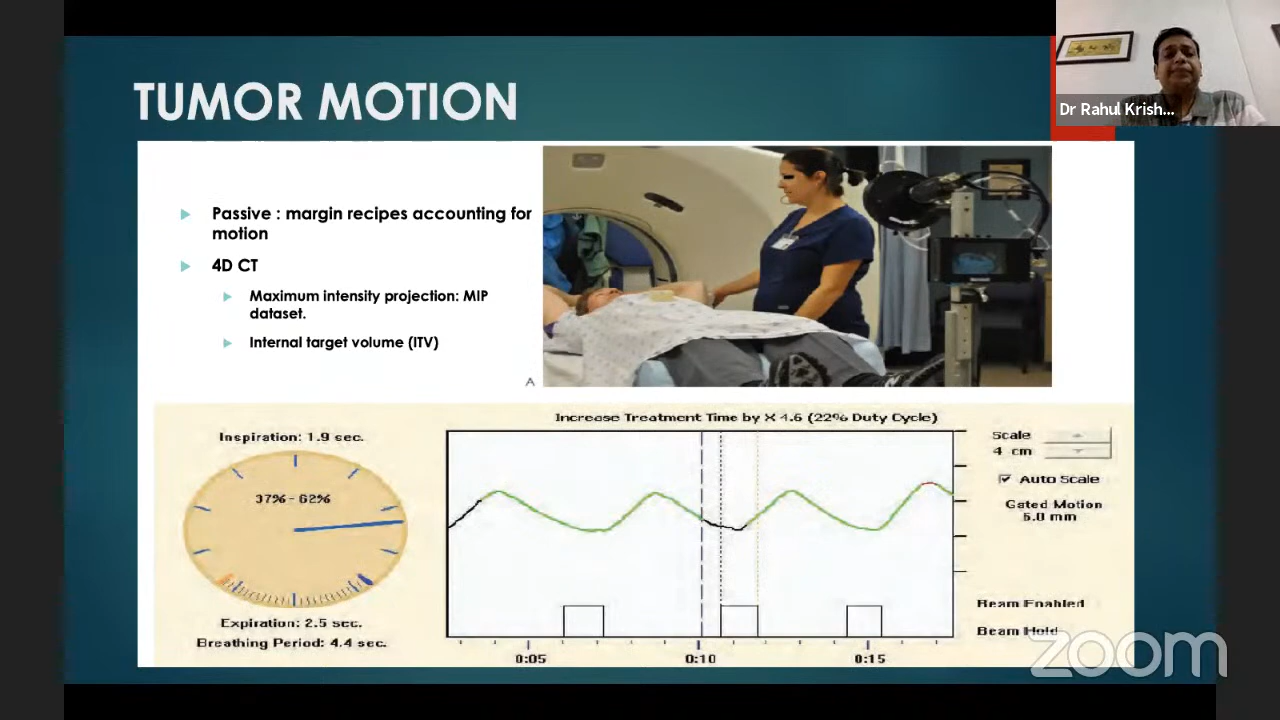 Dr Rahul Krish...
TUMOR MOTION
Passive : margin recipes accounting for
motion
4D CT
Maximum intensity projection: MIP
dataset.
Internal target volume (ITV)
A
Increase Treatment Time by X 4.6 (22% Duty Cycle)
Inspiration: 1.9 sec.
37% - 62%
Expiration: 2.5 sec.
Breathing Period: 4.4 sec.
Scale
4 cm
Auto Scale
Gated Motion
5.0 mm
Beam Enabled
Beam Hold
0:05 0:10 0:15
zoom